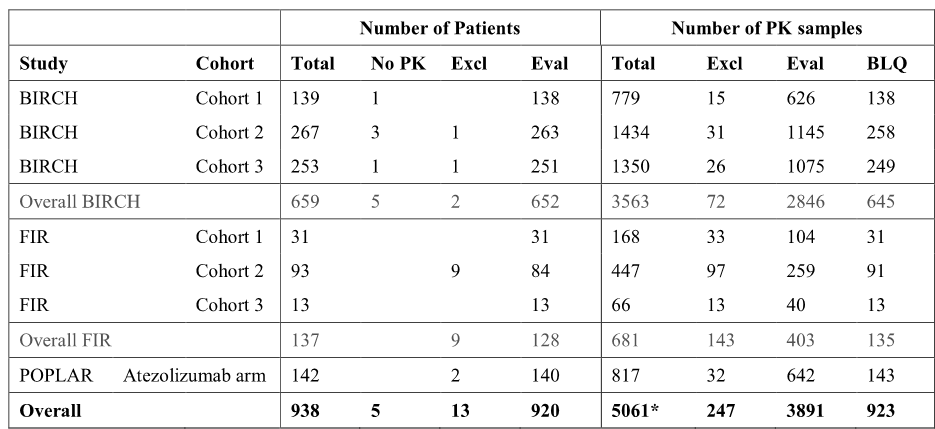 Number of Patients Number of PK samples
Study Cohort Total No PK Excl Eval Total Excl Eval BLQ
BIRCH Cohort 1 139 1 138 779 15 626 138
BIRCH Cohort 2 267 3 1 263 1434 31 1145 258
BIRCH Cohort 3 253 1 1 251 1350 26 1075 249
Overall BIRCH 659 5 2 652 3563 72 2846 645
FIR Cohort 1 31 31 168 33 104 31
FIR Cohort 2 93 9 84 447 97 259 91
FIR Cohort 3 13 13 66 13 40 13
Overall FIR 137 9 128 681 143 403 135
POPLAR Atezolizumab arm 142 2 140 817 32 642 143
Overall 938 5 13 920 5061* 247 3891 923